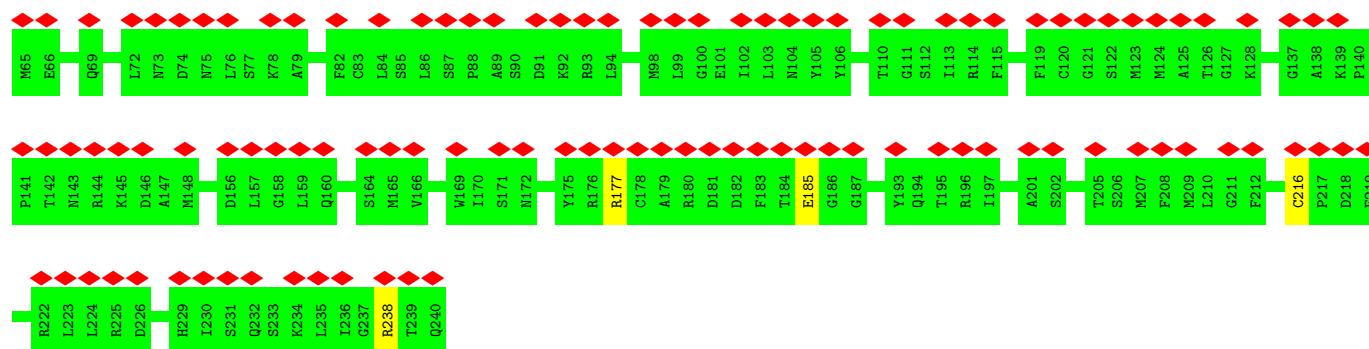 M65 E66 Q69 L72 N73 D74 N75 L76 S77 K78 A79 F82 C83 L84 S85 L86 S87 P88 A89 S90 D91 K92 R93 L94 M98 L99 G100 E101 I102 L103 N104 Y105 Y106 T110 G111 S112 I113 R114 F115 F119 C120 G121 S122 M123 M124 A125 T126 G127 K128 G137 A138 K139 P140
P141 T142 N143 R144 K145 D146 A147 M148 D156 L157 G158 L159 Q160 S164 M165 V166 W169 I170 S171 N172 Y175 R176 R177 C178 A179 R180 D181 D182 F183 T184 E185 G186 G187 Y193 Q194 T195 R196 I197 A201 S202 T205 S206 M207 F208 M209 L210 G211 F212 C216 P217 D218
R222 L223 L224 R225 D226 H229 I230 S231 Q232 S233 K234 L235 I236 G237 R238 T239 Q240